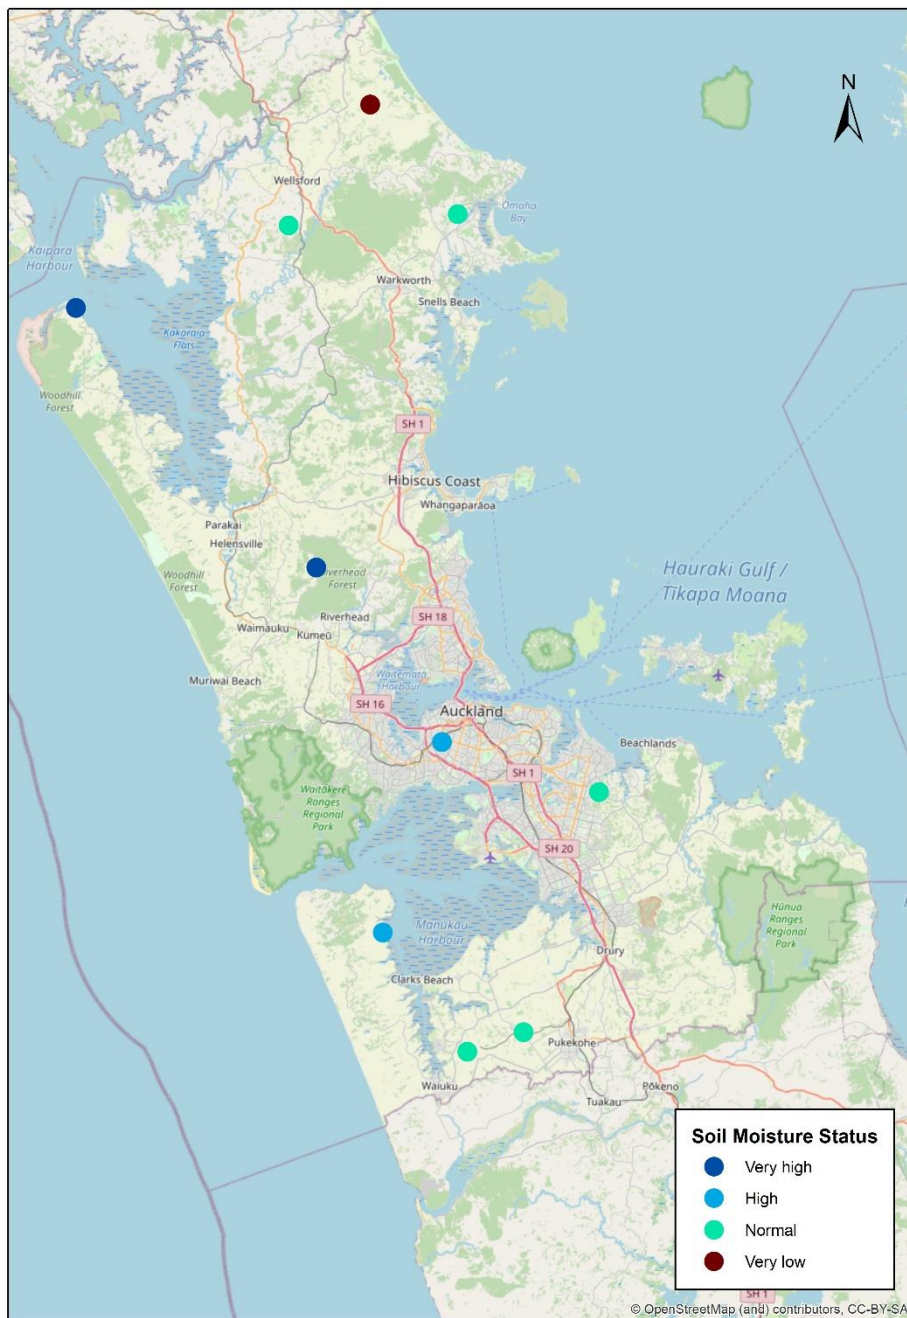 N
Wellsford
Omaha
Bay
Kaipara
Harbour
Warkworth
Snells Beach
Kākaraia
Flats
Woodhill
Forest
SH 1
Hibiscus Coast
Whangaparāoa
Parakai
Helensville
Woodhill
Forest
Riverhead
Forest
Hauraki Gulf /
Tīkapa Moana
Riverhead
SH 18
Waimauku
Kumeū
Muriwai Beach
Waitematā
Harbour
SH 16
Auckland
Beachlands
SH 1
Waitākere
Ranges
Regional
Park
SH 20
Hūnua
Ranges
Regional
Park
Manukau
Harbour
Drury
Clarks Beach
Pukekohe
Waiuku
Pōkeno
Tuakau
Soil Moisture Status
Very high
High
Normal
Very low
SH 1
© OpenStreetMap (and) contributors, CC-BY-SA